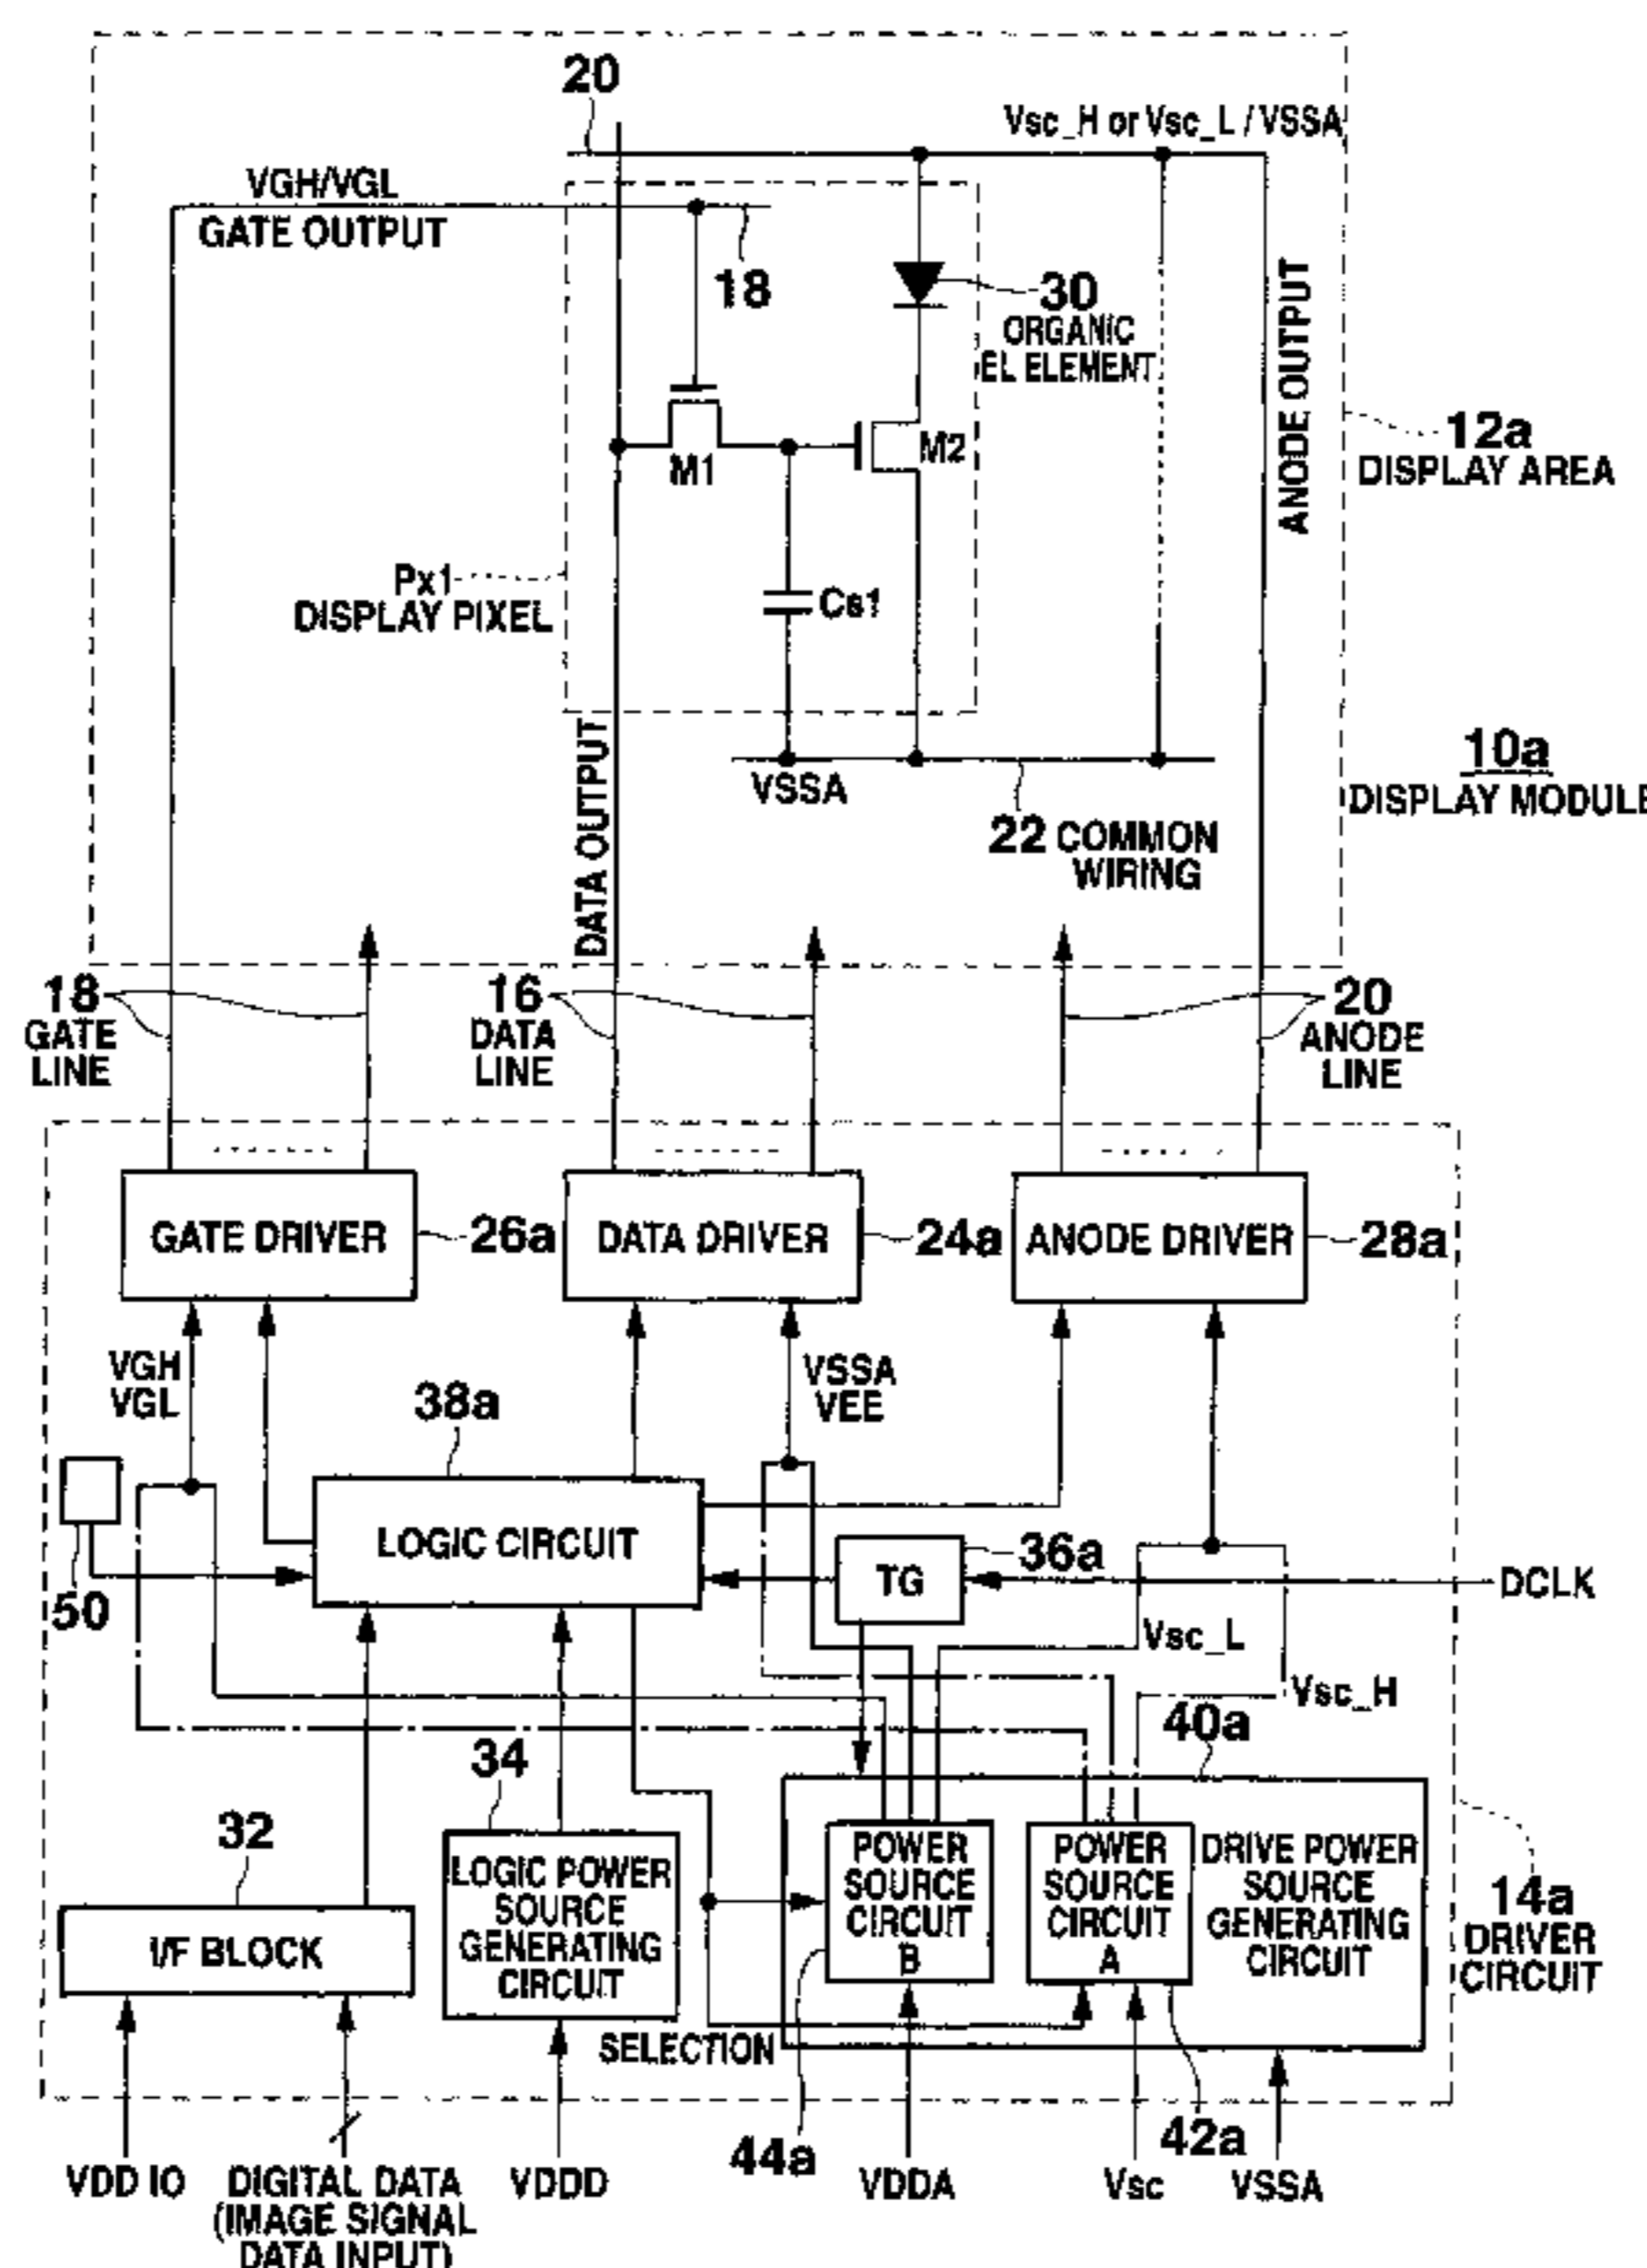 20
Vsc_H or Vsc_L / VSSA
VGH/VGL
GATE OUTPUT
18
30
ORGANIC
EL ELEMENT
ANODE OUTPUT
M1
M2
12a
DISPLAY AREA
Px1
DISPLAY PIXEL
Cs1
DATA OUTPUT
VSSA
22 COMMON
WIRING
10a
DISPLAY MODULE
18
GATE
LINE
16
DATA
LINE
20
ANODE
LINE
GATE DRIVER
26a
DATA DRIVER
24a
ANODE DRIVER
28a
VGH
VGL
38a
VSSA
VEE
LOGIC CIRCUIT
50
TG
36a
DCLK
Vsc_L
Vsc_H
40a
34
32
I/F BLOCK
LOGIC POWER
SOURCE
GENERATING
CIRCUIT
POWER
SOURCE
CIRCUIT
B
POWER
SOURCE
CIRCUIT
A
DRIVE POWER
SOURCE
GENERATING
CIRCUIT
14a
DRIVER
CIRCUIT
SELECTION
44a
42a
VDD IO
DIGITAL DATA
(IMAGE SIGNAL
DATA INPUT)
VDDD
VDDA
Vsc
VSSA